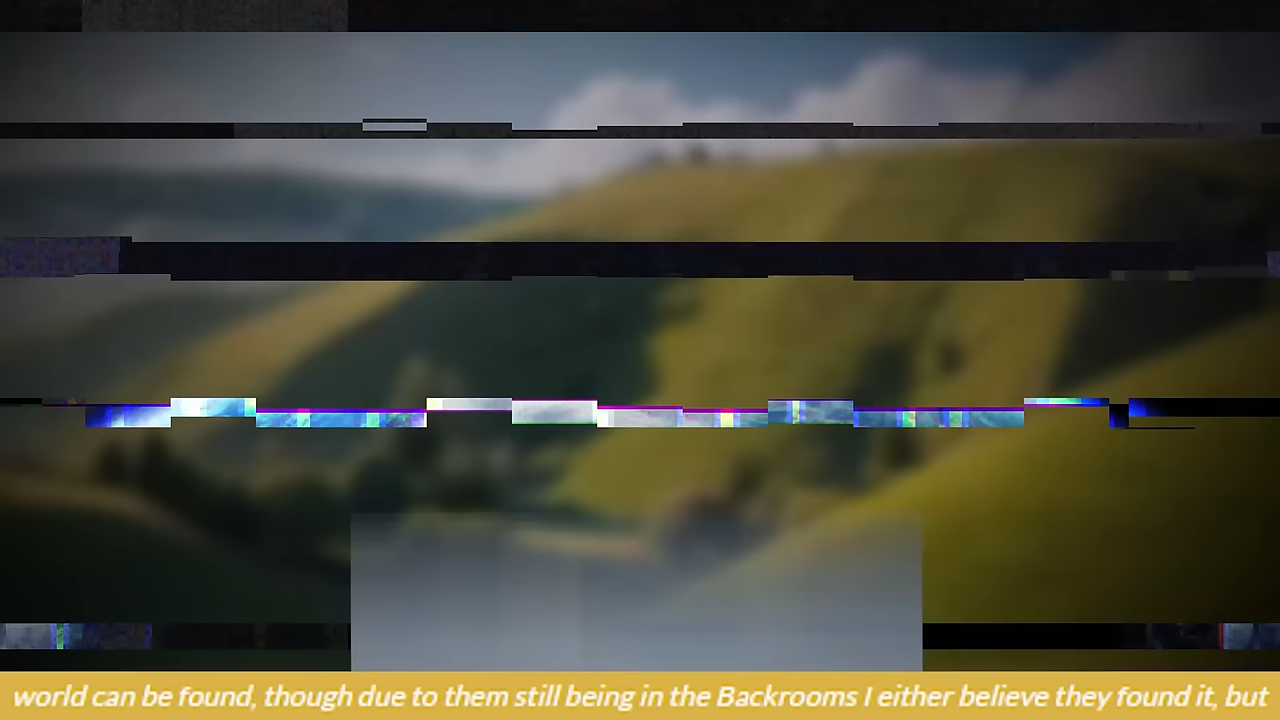 world can be found, though due to them still being in the Backrooms I either believe they found it, but